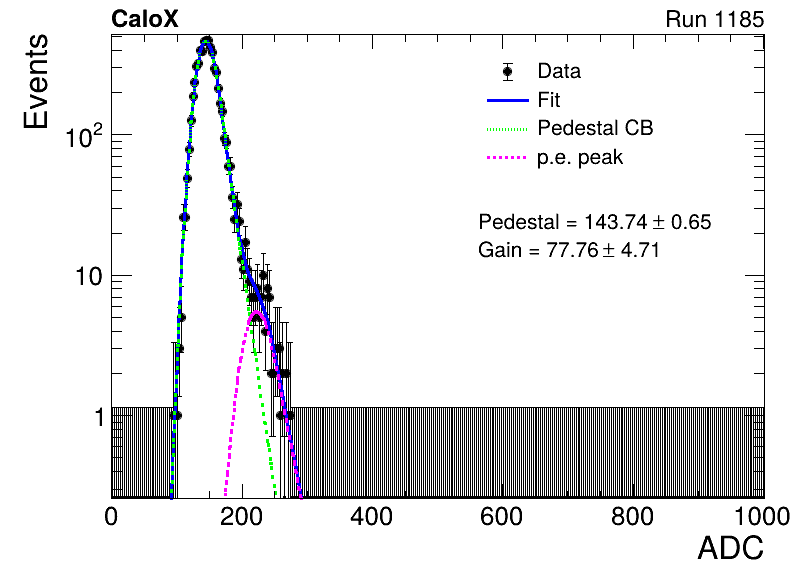 CaloX
Run 1185
Events
Data
Fit
Pedestal CB
p.e. peak
Pedestal = 143.74 ± 0.65
Gain = 77.76 ± 4.71
10²
10
1
0 200 400 600 800 1000
ADC